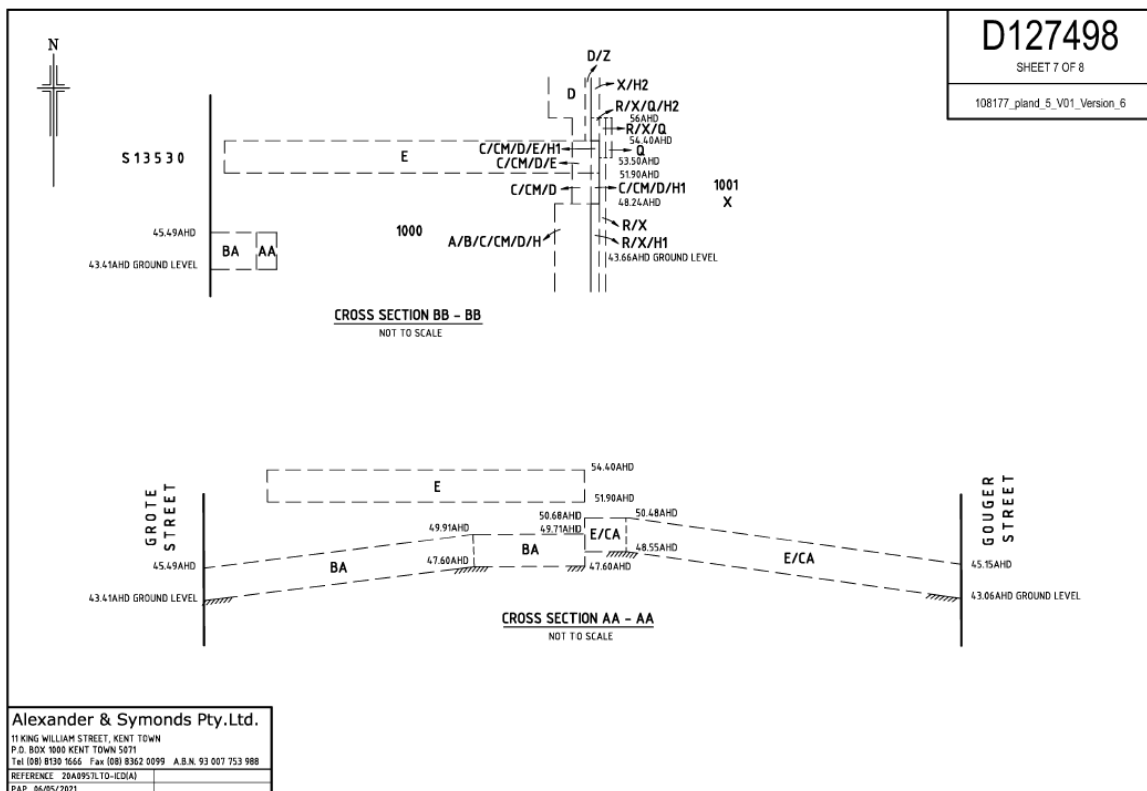 D127498
SHEET 7 OF 8
108177_pland_5_V01_Version_6
N
D/Z
X/H2
D
R/X/Q/H2
56AHD
R/X/Q
54.40AHD
C/CM/D/E/H1
Q
S13530
E
C/CM/D/E
53.50AHD
51.90AHD
C/CM/D
C/CM/D/H1
1001
X
48.24AHD
45.49AHD
1000
R/X
BA
AA
A/B/C/CM/D/H
R/X/H1
43.41AHD GROUND LEVEL
43.66AHD GROUND LEVEL
CROSS SECTION BB - BB
NOT TO SCALE
54.40AHD
E
51.90AHD
GROTE
STREET
GOUGER
STREET
50.68AHD
50.48AHD
49.91AHD
49.71AHD
E/CA
BA
48.55AHD
E/CA
45.49AHD
BA
47.60AHD
47.60AHD
45.15AHD
43.41AHD GROUND LEVEL
43.06AHD GROUND LEVEL
CROSS SECTION AA - AA
NOT TO SCALE
Alexander & Symonds Pty.Ltd.
11 KING WILLIAM STREET, KENT TOWN
P.O. BOX 1000 KENT TOWN 5071
Tel (08) 8130 1666 Fax (08) 8362 0099 A.B.N. 93 007 753 988
REFERENCE 20A0957LTO-ICD(A)
PAP 06/05/2021